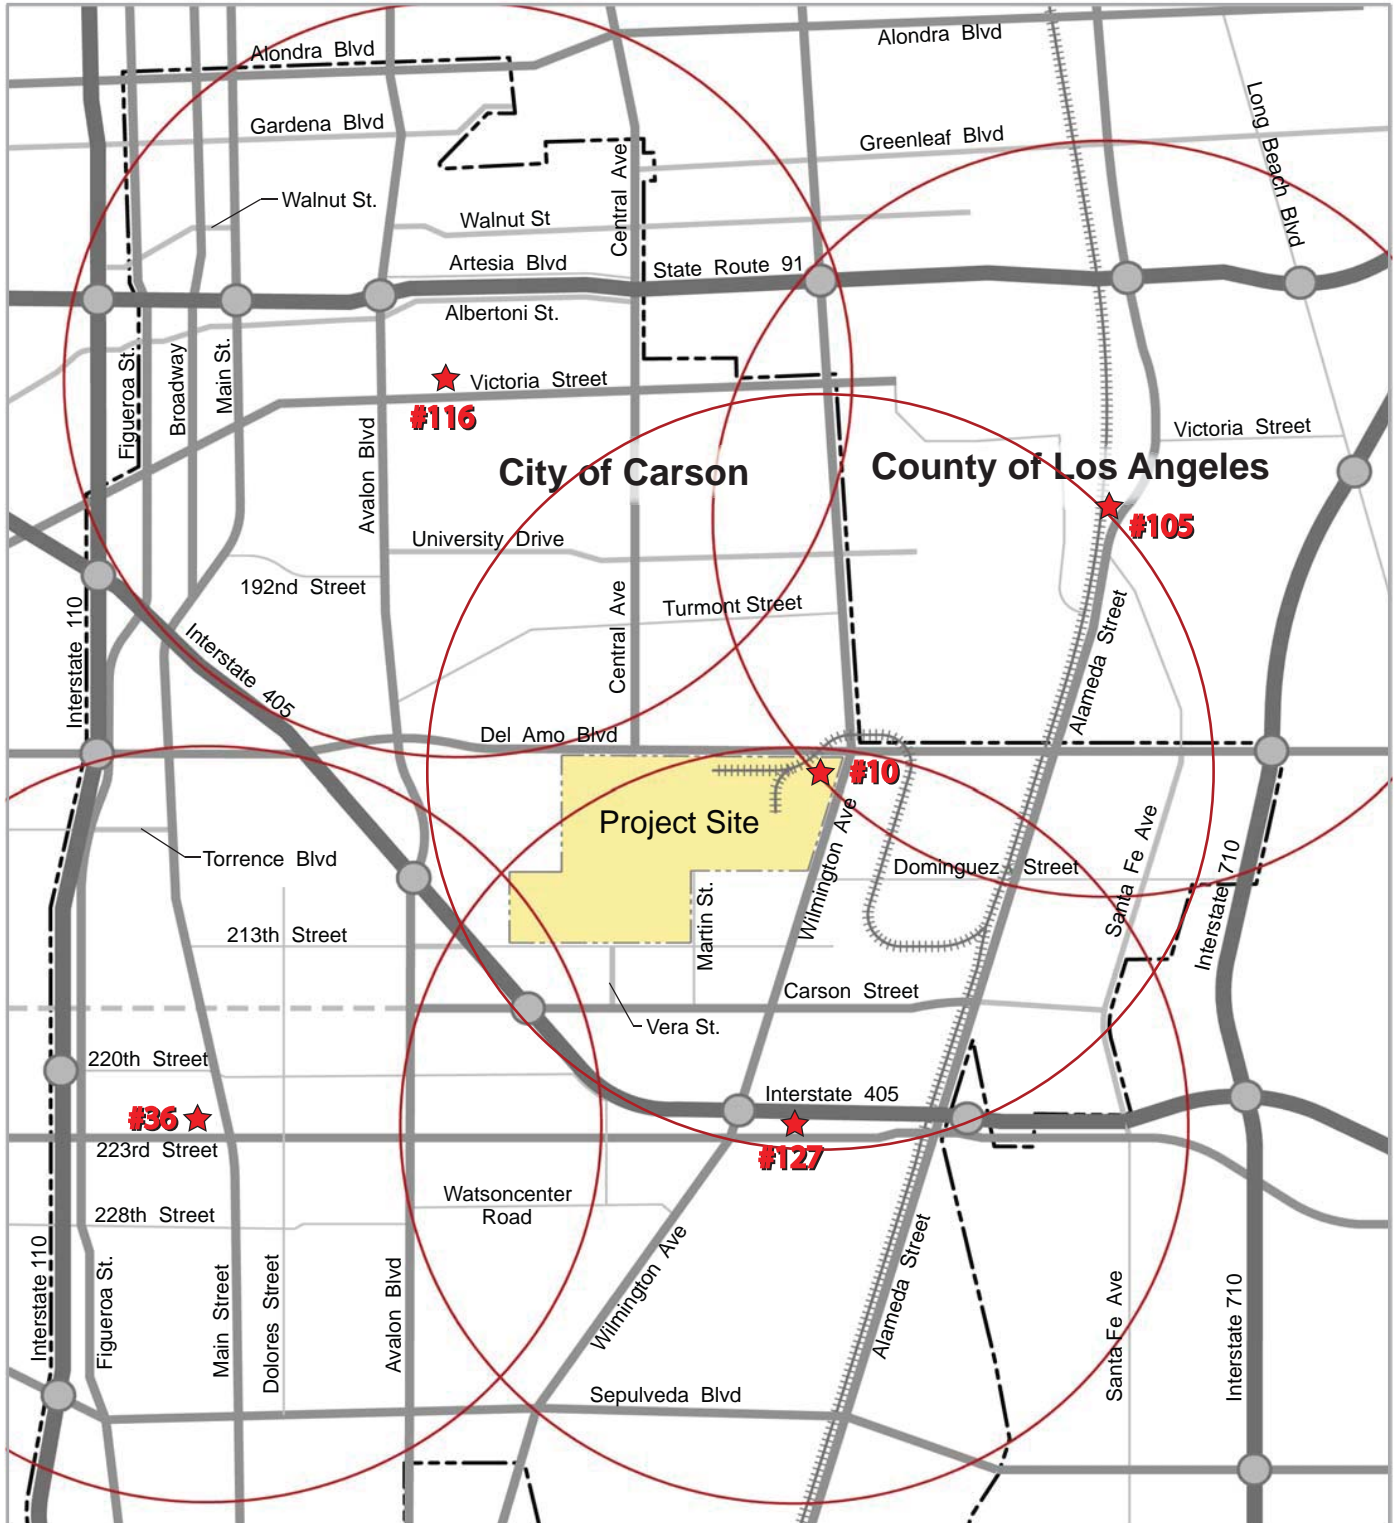 Alondra Blvd
Alondra Blvd
Gardena Blvd
Long Beach Blvd
Greenleaf Blvd
Central Ave
Walnut St.
Walnut St
Artesia Blvd
State Route 91
Albertoni St.
Figueroa St.
Broadway
Main St.
Victoria Street
#116
Avalon Blvd
Victoria Street
City of Carson
County of Los Angeles
#105
University Drive
192nd Street
Turmont Street
Central Ave
Interstate 110
Interstate 405
Alameda Street
Del Amo Blvd
#10
Project Site
Wilmington Ave
Torrence Blvd
Dominguez Street
Santa Fe Ave
Interstate 710
Martin St.
213th Street
Carson Street
Vera St.
220th Street
Interstate 405
#36
#127
223rd Street
Watsoncenter
Road
228th Street
Interstate 110
Figueroa St.
Main Street
Dolores Street
Avalon Blvd
Wilmington Ave
Alameda Street
Santa Fe Ave
Interstate 710
Sepulveda Blvd